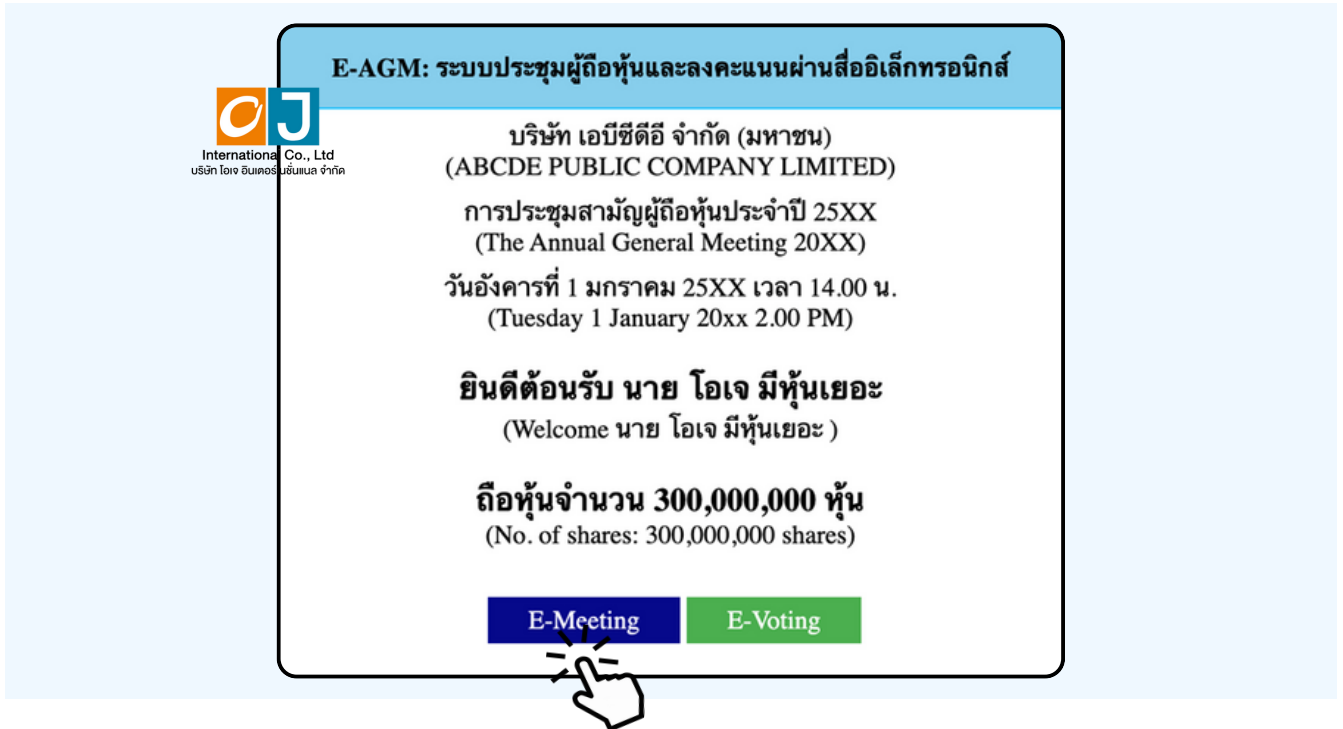 E-AGM: ระบบประชุมผู้ถือหุ้นและลงคะแนนผ่านสื่ออิเล็กทรอนิกส์
OJ
International Co., Ltd
บริษัท โอเจ อินเตอร์เนชั่นแนล จำกัด
บริษัท เอบีซีดีอี จำกัด (มหาชน)
(ABCDE PUBLIC COMPANY LIMITED)
การประชุมสามัญผู้ถือหุ้นประจำปี 25XX
(The Annual General Meeting 20XX)
วันอังคารที่ 1 มกราคม 25XX เวลา 14.00 น.
(Tuesday 1 January 20xx 2.00 PM)
ยินดีต้อนรับ นาย โอเจ มีหุ้นเยอะ
(Welcome นาย โอเจ มีหุ้นเยอะ )
ถือหุ้นจำนวน 300,000,000 หุ้น
(No. of shares: 300,000,000 shares)
E-Meeting
E-Voting